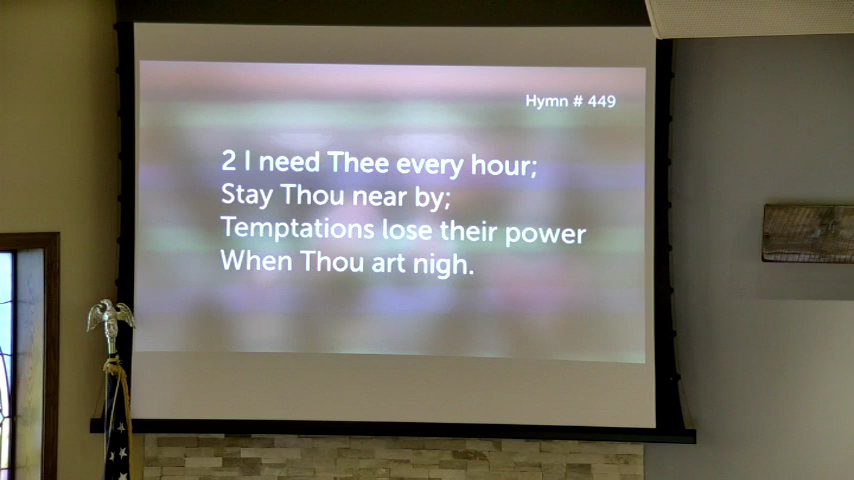 Hymn # 449
2 I need Thee every hour;
Stay Thou near by;
Temptations lose their power
When Thou art nigh.